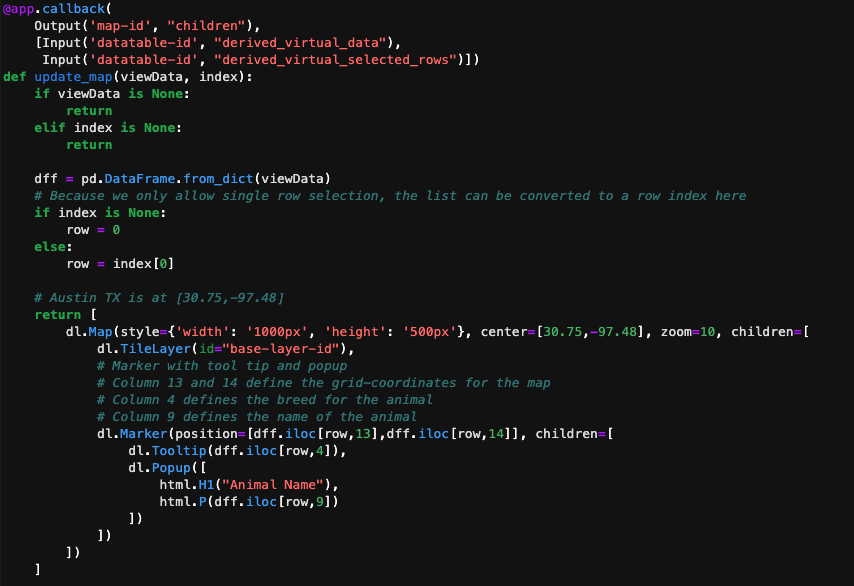 @app.callback(
    Output('map-id', "children"),
    [Input('datatable-id', "derived_virtual_data"),
     Input('datatable-id', "derived_virtual_selected_rows")])
def update_map(viewData, index):
    if viewData is None:
        return
    elif index is None:
        return

    dff = pd.DataFrame.from_dict(viewData)
    # Because we only allow single row selection, the list can be converted to a row index here
    if index is None:
        row = 0
    else:
        row = index[0]

    # Austin TX is at [30.75,-97.48]
    return [
        dl.Map(style={'width': '1000px', 'height': '500px'}, center=[30.75,-97.48], zoom=10, children=[
            dl.TileLayer(id="base-layer-id"),
            # Marker with tool tip and popup
            # Column 13 and 14 define the grid-coordinates for the map
            # Column 4 defines the breed for the animal
            # Column 9 defines the name of the animal
            dl.Marker(position=[dff.iloc[row,13],dff.iloc[row,14]], children=[
                dl.Tooltip(dff.iloc[row,4]),
                dl.Popup([
                    html.H1("Animal Name"),
                    html.P(dff.iloc[row,9])
                ])
            ])
        ])
    ]